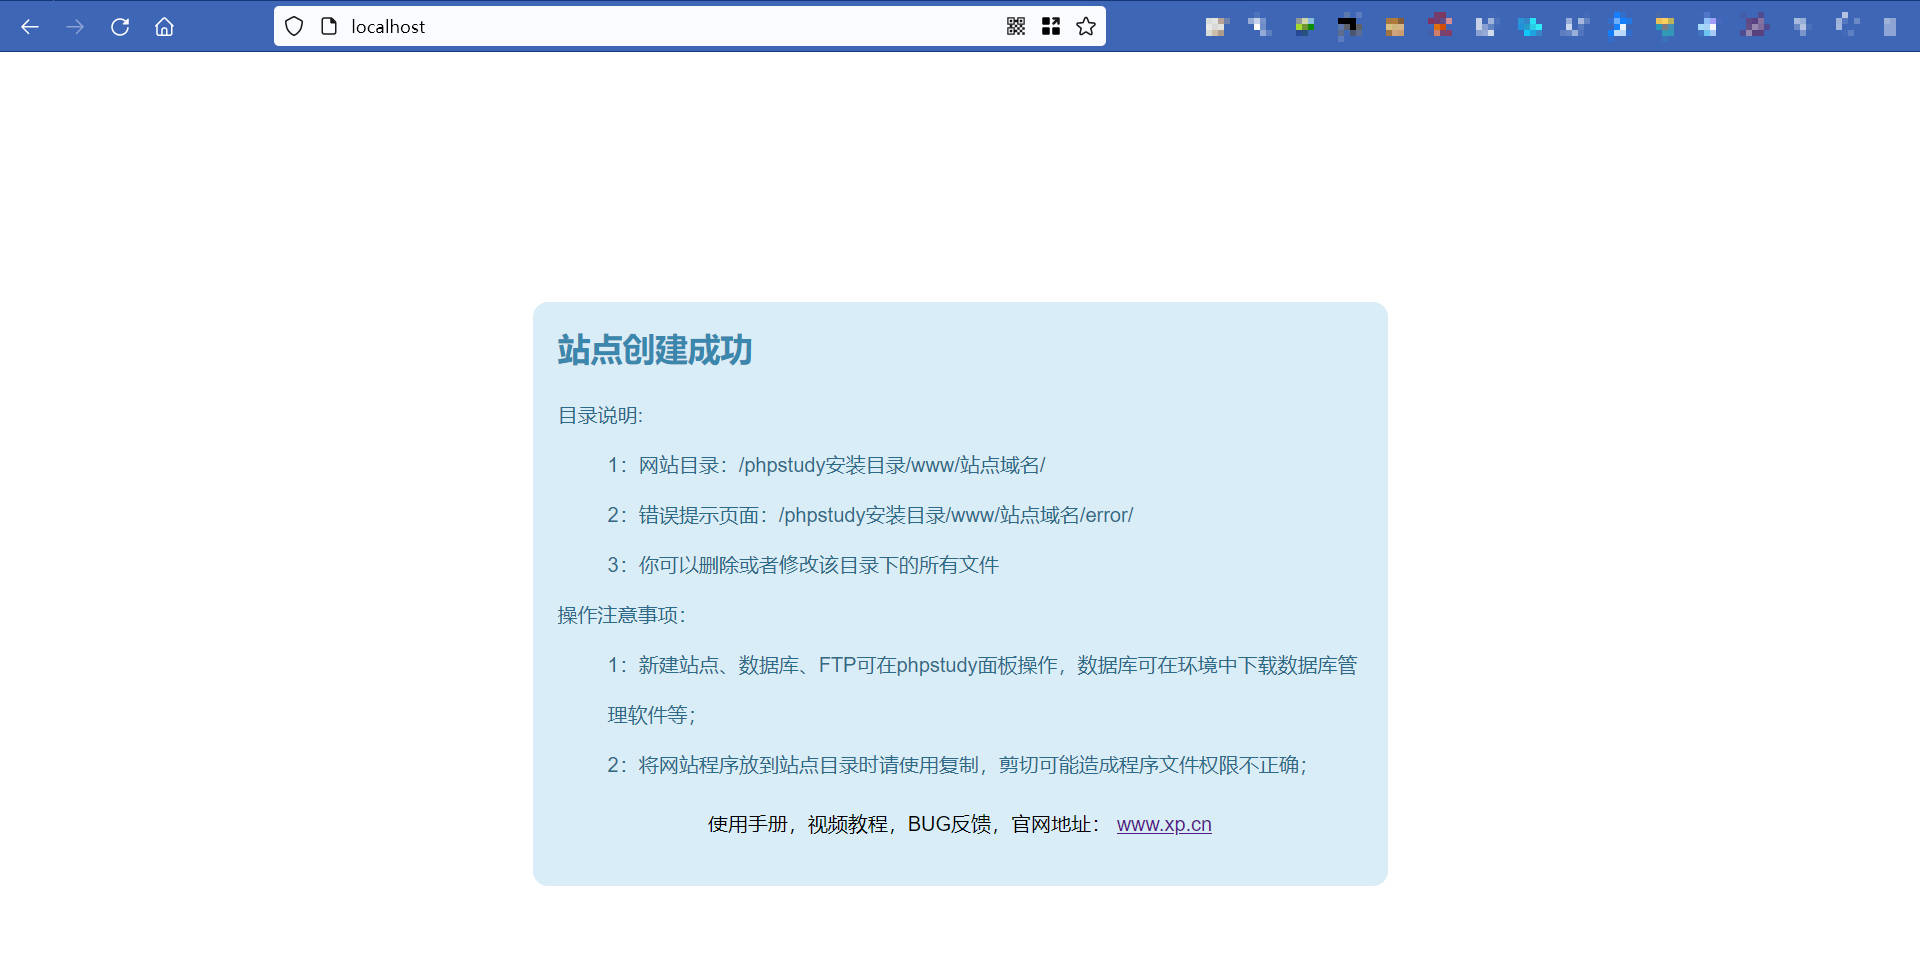 localhost
站点创建成功
目录说明:
1：网站目录：/phpstudy安装目录/www/站点域名/
2：错误提示页面：/phpstudy安装目录/www/站点域名/error/
3：你可以删除或者修改该目录下的所有文件
操作注意事项：
1：新建站点、数据库、FTP可在phpstudy面板操作，数据库可在环境中下载数据库管
理软件等；
2：将网站程序放到站点目录时请使用复制，剪切可能造成程序文件权限不正确；
使用手册，视频教程，BUG反馈，官网地址： www.xp.cn